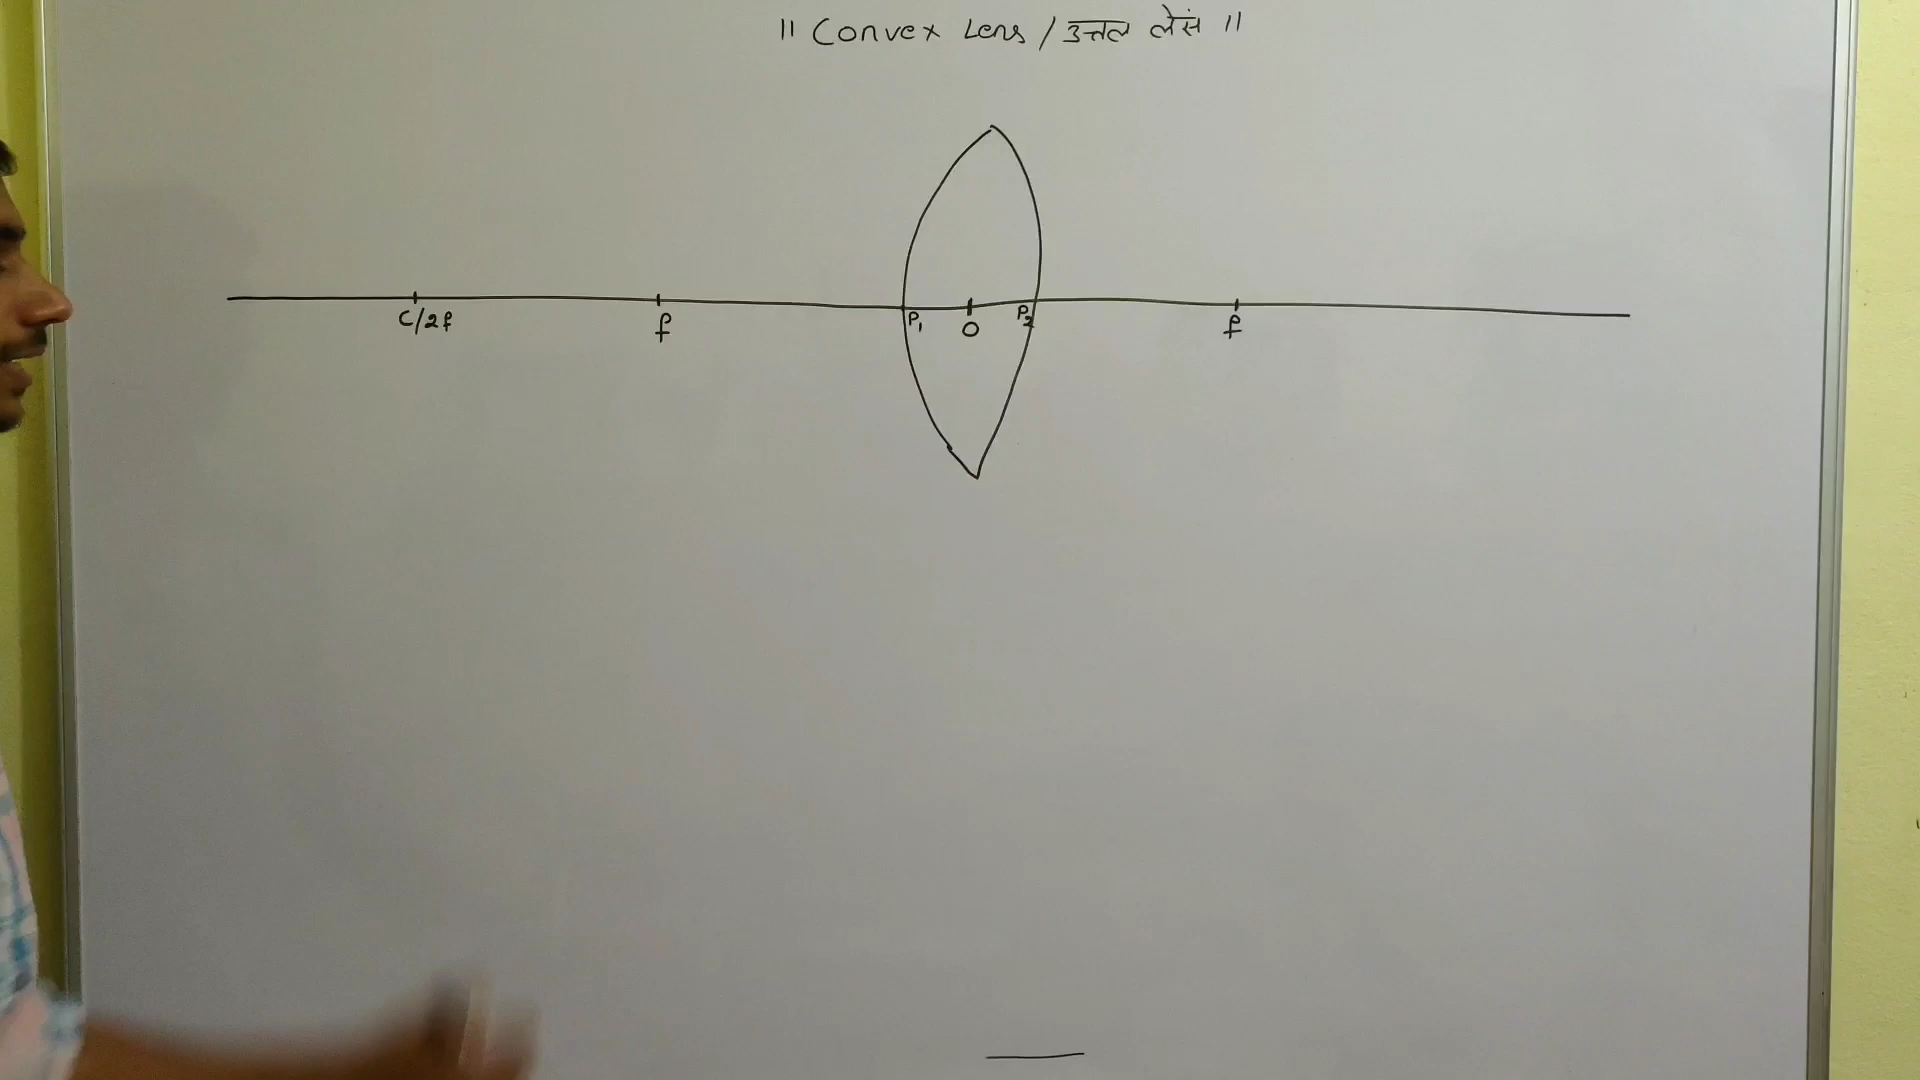 || Convex Lens / उत्तल लेंस ||
C/2f f P₁ O P₂ f